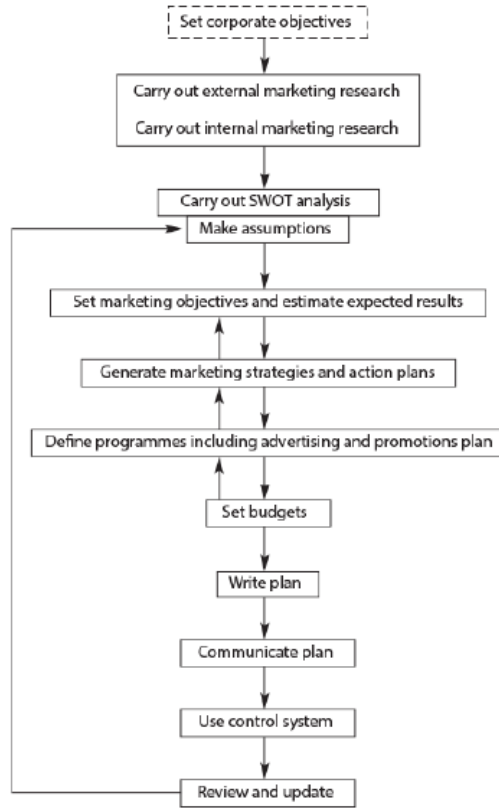 Set corporate objectives
Carry out external marketing research
Carry out internal marketing research
Carry out SWOT analysis
Make assumptions
Set marketing objectives and estimate expected results
Generate marketing strategies and action plans
Define programmes including advertising and promotions plan
Set budgets
Write plan
Communicate plan
Use control system
Review and update